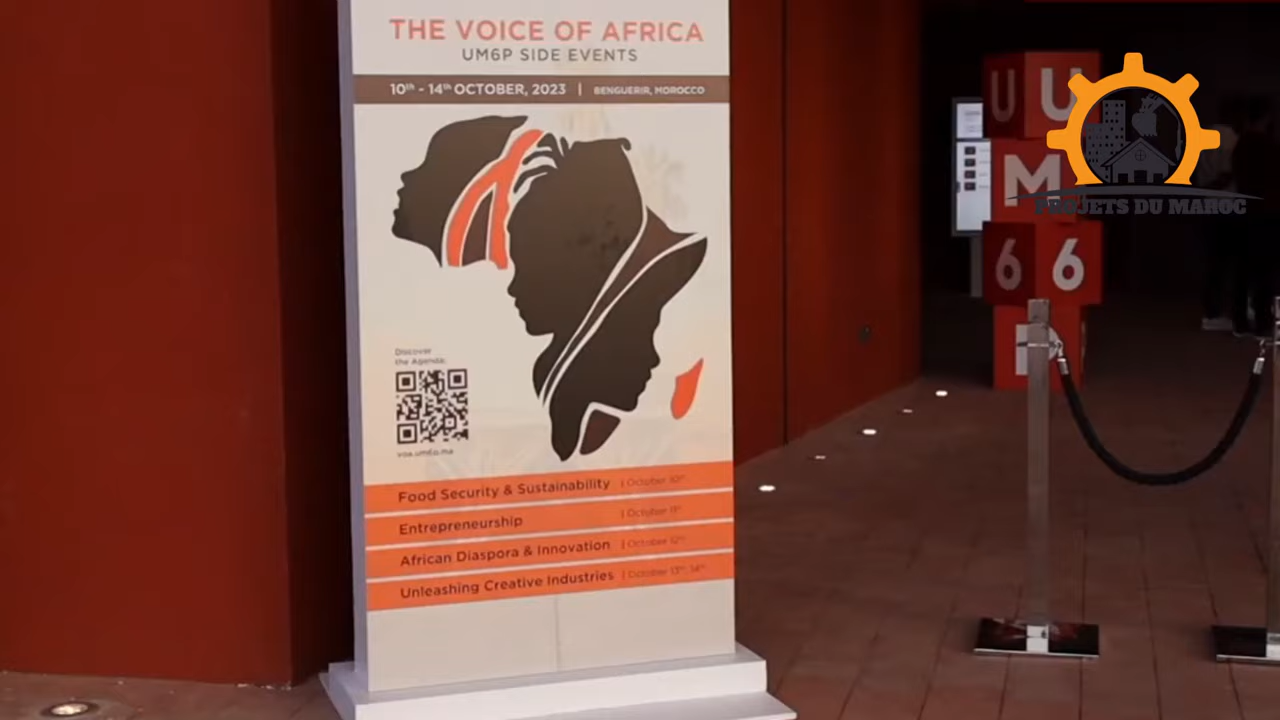 THE VOICE OF AFRICA
UM6P SIDE EVENTS
10th - 14th OCTOBER, 2023 | BENGUERIR, MOROCCO
Discover
the Agenda:
voa.um6p.ma
Food Security & Sustainability | October 10th
Entrepreneurship | October 11th
African Diaspora & Innovation | October 12th
Unleashing Creative Industries | October 13th, 14th
U U
M
6 6
P
PROJETS DU MAROC